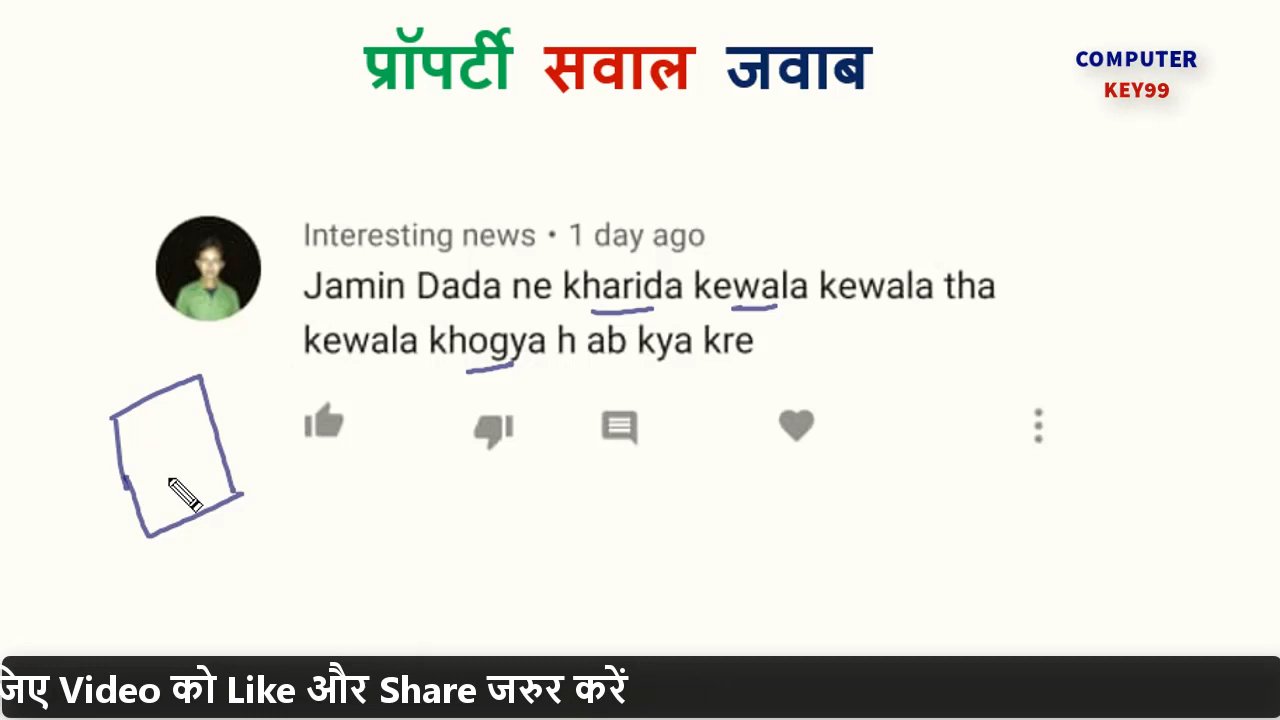 प्रॉपर्टी सवाल जवाब
COMPUTER
KEY99
Interesting news • 1 day ago
Jamin Dada ne kharida kewala kewala tha
kewala khogya h ab kya kre
जिए Video को Like और Share जरुर करें